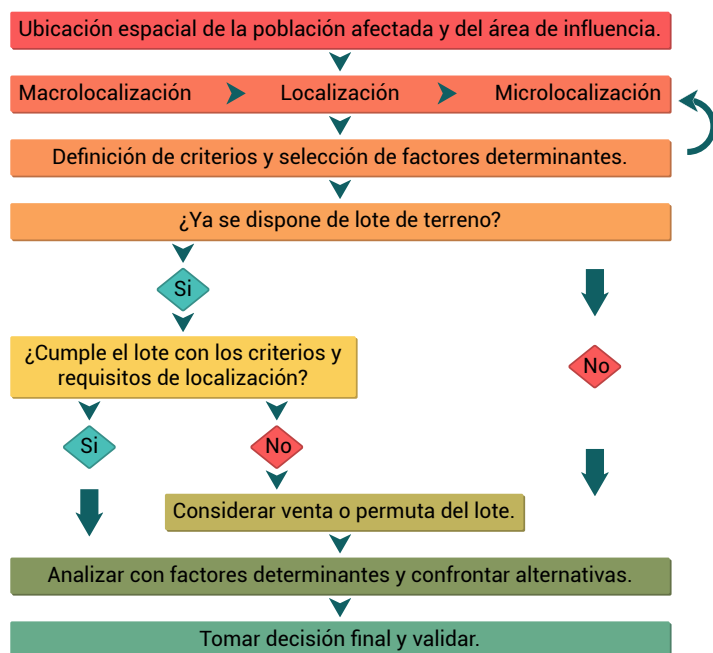 Ubicación espacial de la población afectada y del área de influencia.
Macrolocalización Localización Microlocalización
Definición de criterios y selección de factores determinantes.
¿Ya se dispone de lote de terreno?
Si
¿Cumple el lote con los criterios y
requisitos de localización?
No
Si
No
Considerar venta o permuta del lote.
Analizar con factores determinantes y confrontar alternativas.
Tomar decisión final y validar.